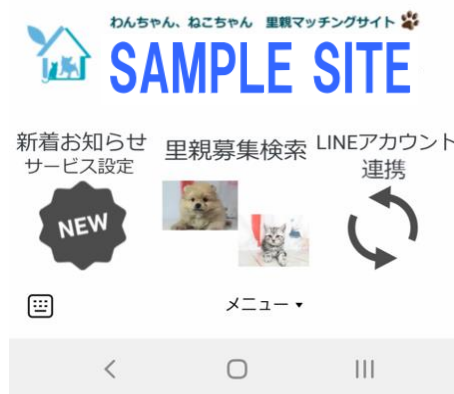 わんちゃん、ねこちゃん 里親マッチングサイト
SAMPLE SITE
新着お知らせ
サービス設定
NEW
里親募集検索
LINEアカウント
連携
メニュー